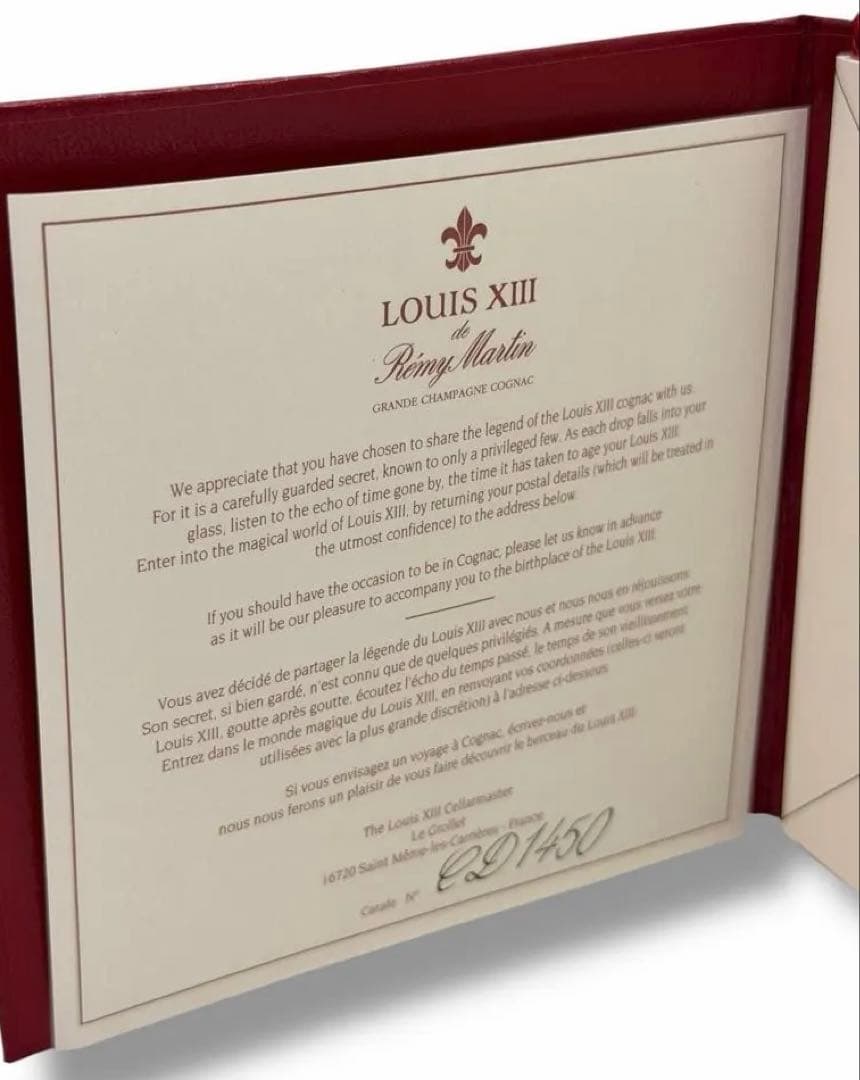 LOUIS XIII
de
Rémy Martin
GRANDE CHAMPAGNE COGNAC
We appreciate that you have chosen to share the legend of the Louis XIII cognac with us.
For it is a carefully guarded secret, known to only a privileged few. As each drop falls into your
glass, listen to the echo of time gone by, the time it has taken to age your Louis XIII.
Enter into the magical world of Louis XIII, by returning your postal details (which will be treated in
the utmost confidence) to the address below.
If you should have the occasion to be in Cognac, please let us know in advance
as it will be our pleasure to accompany you to the birthplace of the Louis XIII.
Vous avez décidé de partager la légende du Louis XIII avec nous et nous nous en réjouissons.
Son secret, si bien gardé, n'est connu que de quelques privilégiés. A mesure que vous versez votre
Louis XIII, goutte après goutte, écoutez l'écho du temps passé, le temps de son vieillissement.
Entrez dans le monde magique du Louis XIII, en renvoyant vos coordonnées (celles-ci seront
utilisées avec la plus grande discrétion) à l'adresse ci-dessous.
Si vous envisagez un voyage à Cognac, écrivez-nous et
nous nous ferons un plaisir de vous faire découvrir le berceau du Louis XIII.
The Louis XIII Cellarmaster
Le Grollet
16720 Saint Même-les-Carrières - France
Carafe N° CD1450